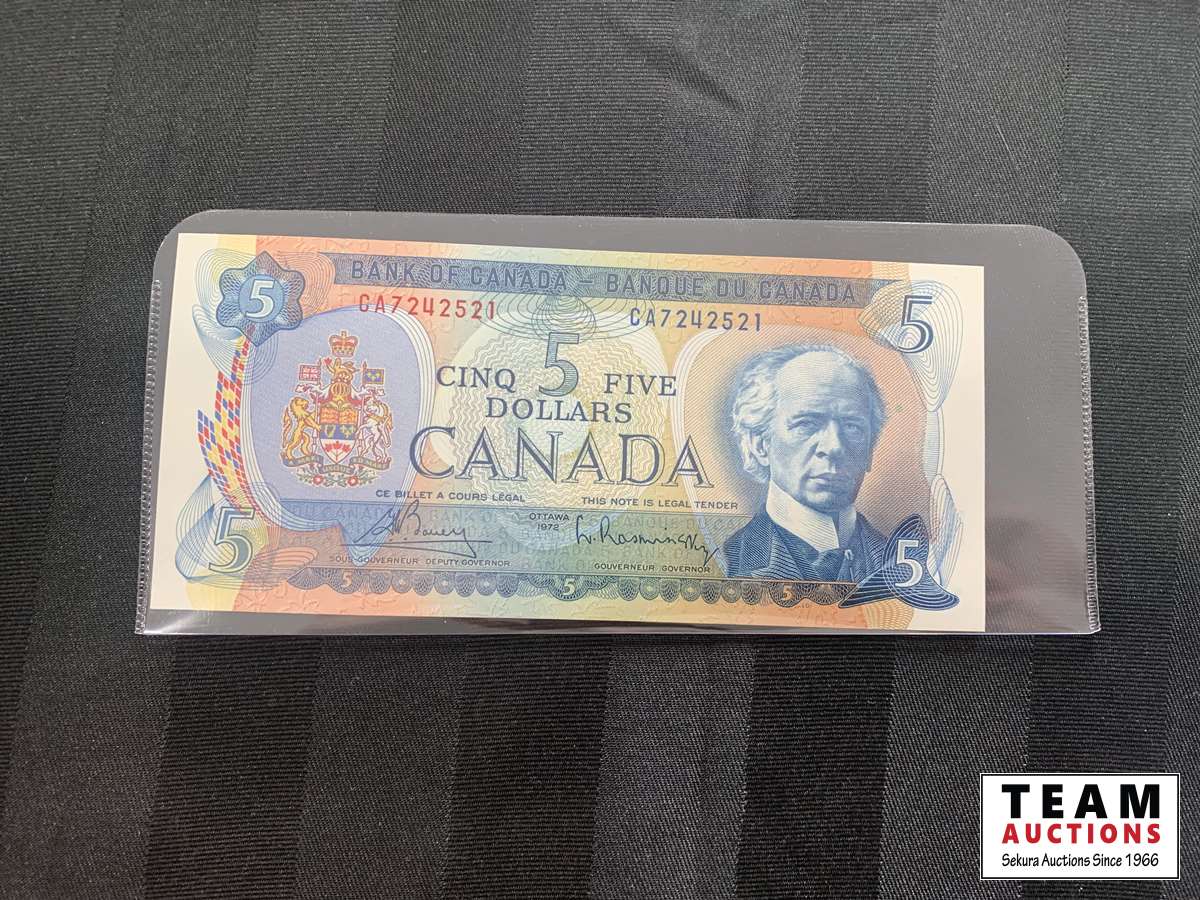 BANK OF CANADA – BANQUE DU CANADA
5
5
CA7242521
CA7242521
5
CINQ FIVE
DOLLARS
CANADA
CE BILLET A COURS LÉGAL
THIS NOTE IS LEGAL TENDER
OTTAWA
1972
SOUS-GOUVERNEUR DEPUTY GOVERNOR
GOUVERNEUR GOVERNOR
5
5
5
5
5
TEAM
AUCTIONS
Sekura Auctions Since 1966